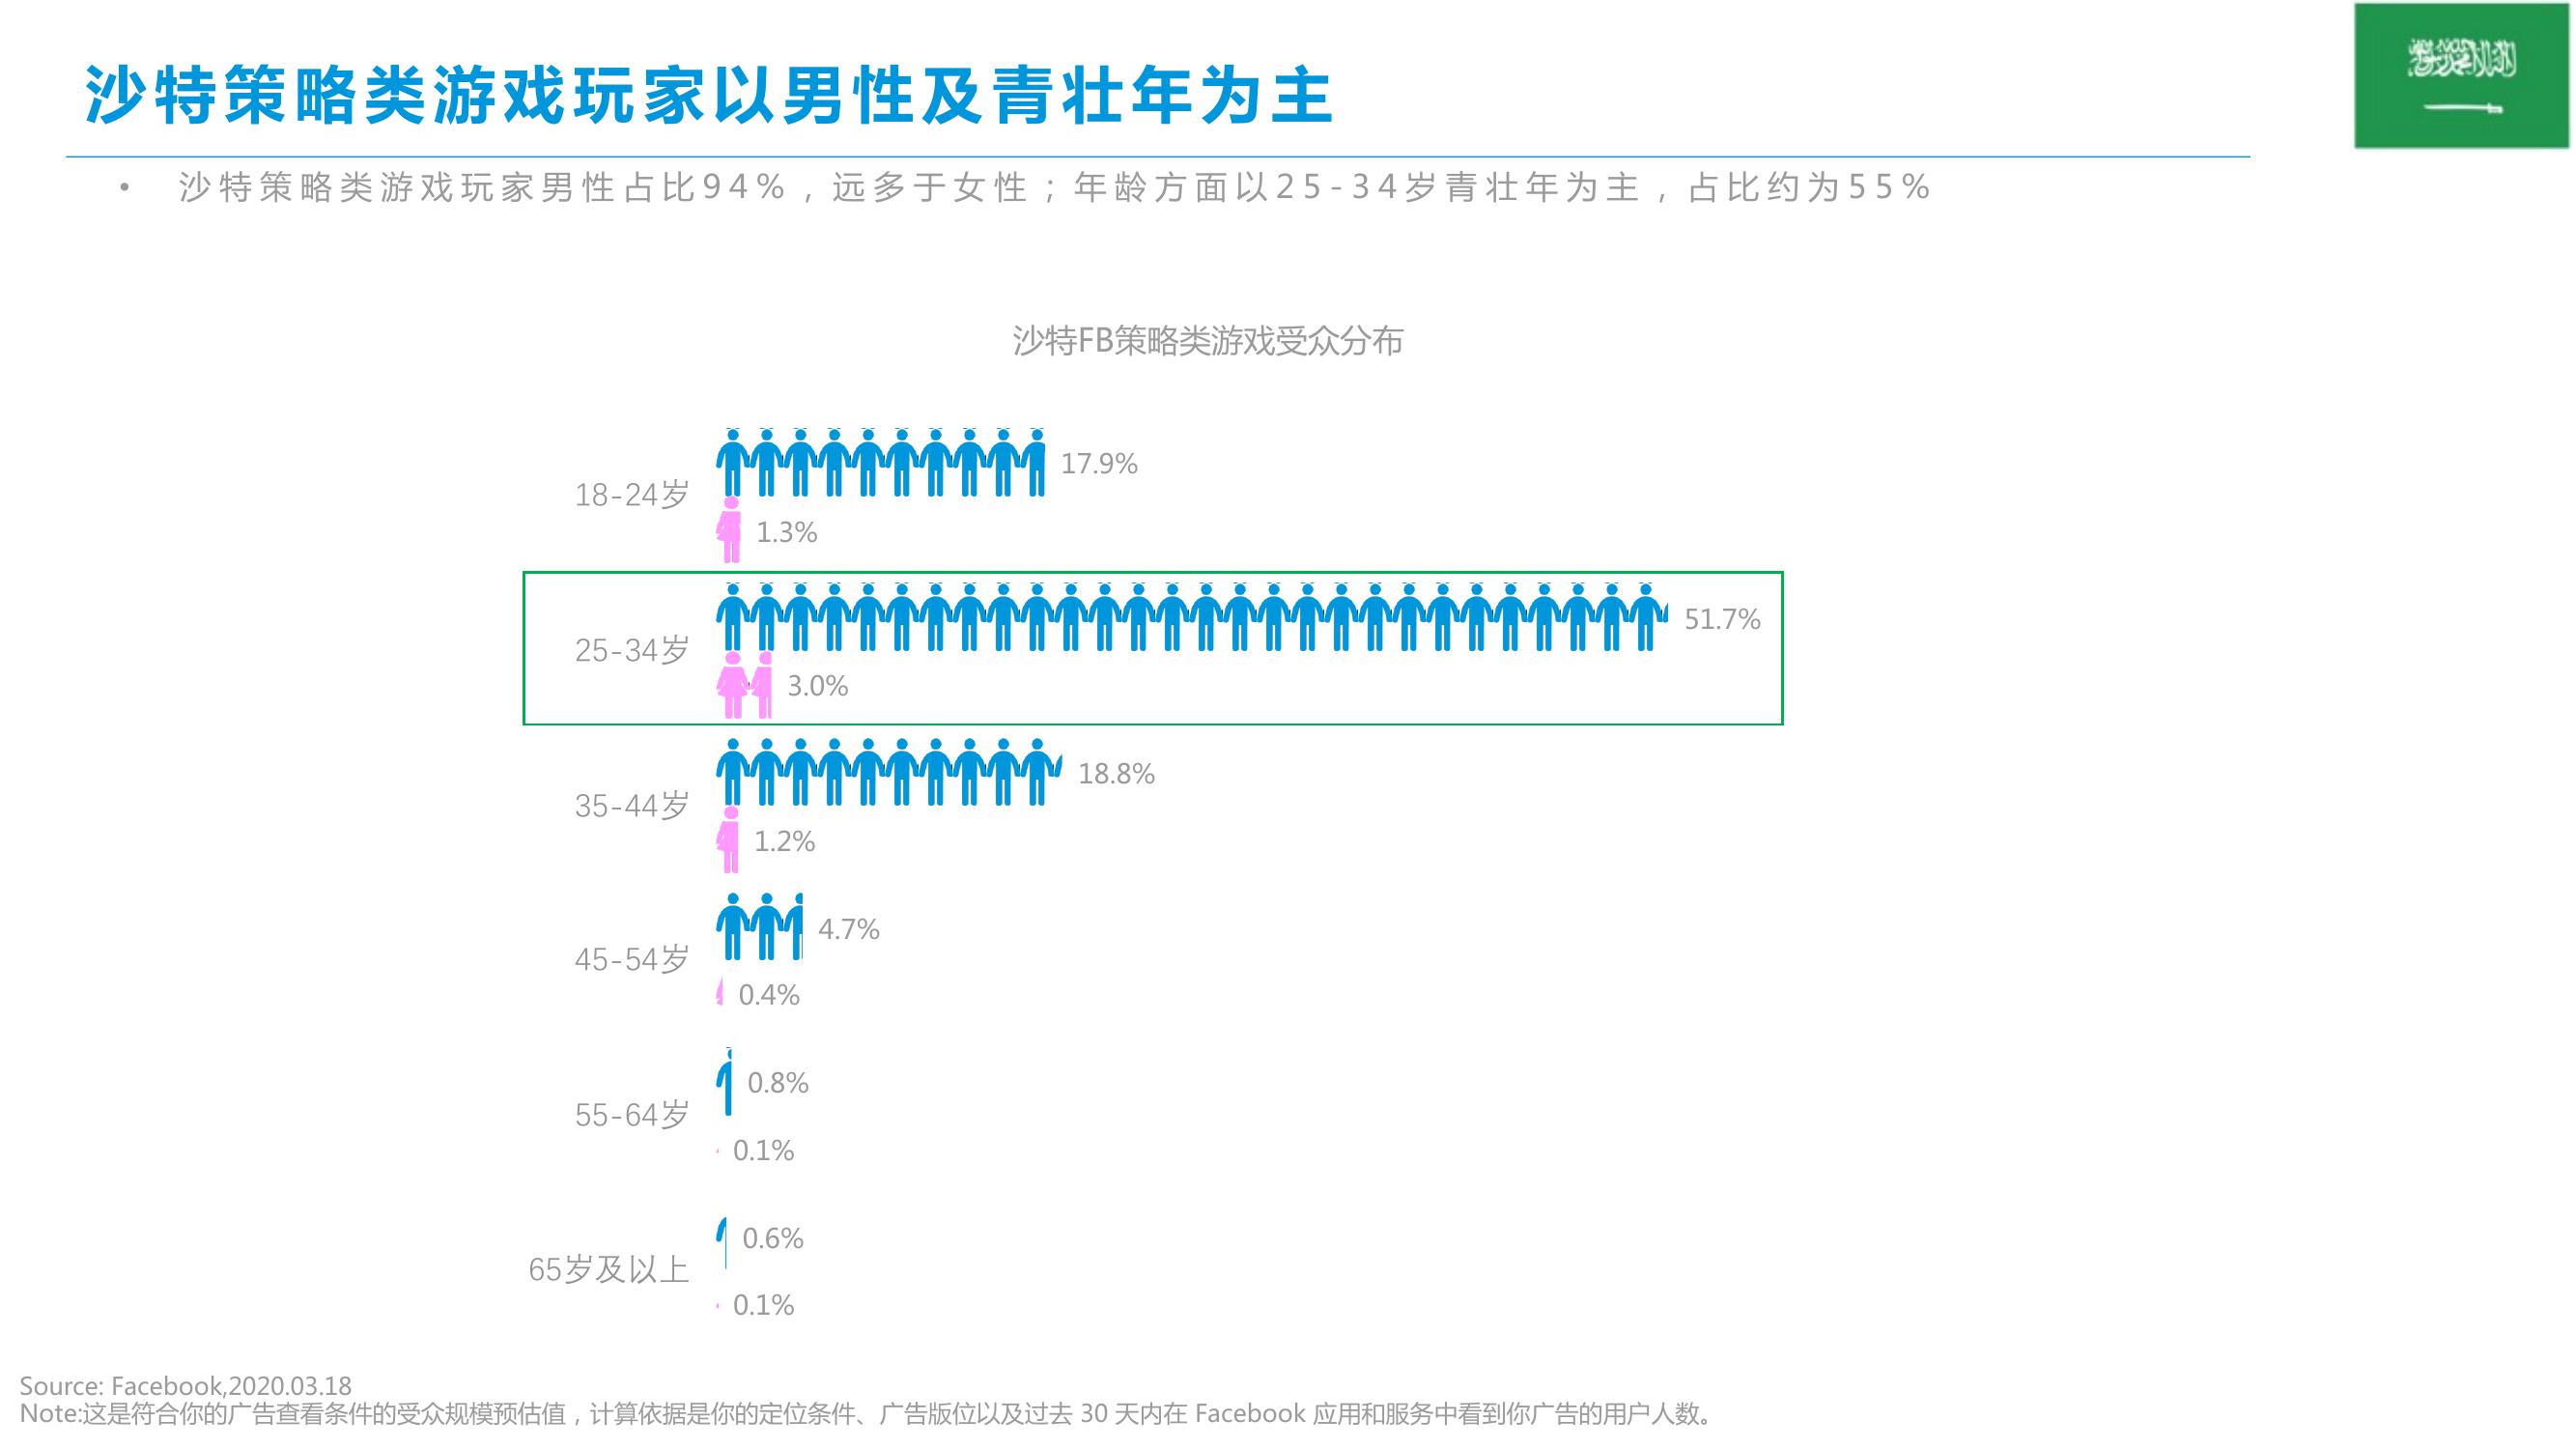 沙特策略类游戏玩家以男性及青壮年为主
• 沙特策略类游戏玩家男性占比94%，远多于女性；年龄方面以25-34岁青壮年为主，占比约为55%
沙特FB策略类游戏受众分布
18-24岁
17.9%
1.3%
25-34岁
51.7%
3.0%
35-44岁
18.8%
1.2%
45-54岁
4.7%
0.4%
55-64岁
0.8%
0.1%
65岁及以上
0.6%
0.1%
Source: Facebook,2020.03.18
Note:这是符合你的广告查看条件的受众规模预估值，计算依据是你的定位条件、广告版位以及过去 30 天内在 Facebook 应用和服务中看到你广告的用户人数。